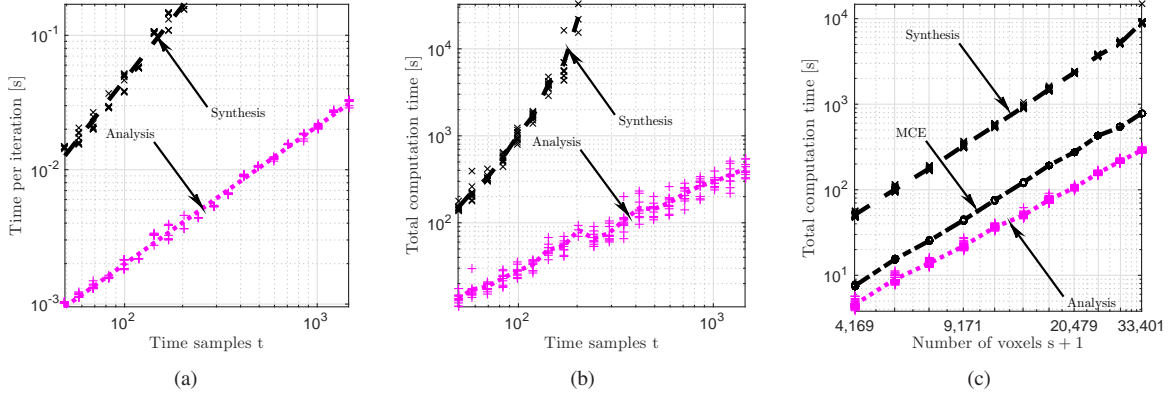 Time per iteration [s]
10^-1
10^-2
10^-3
Synthesis
Analysis
10^2
10^3
Time samples t
(a)
Total computation time [s]
10^4
10^3
10^2
Synthesis
Analysis
10^2
10^3
Time samples t
(b)
Total computation time [s]
10^4
10^3
10^2
10^1
Synthesis
MCE
Analysis
4,169
9,171
20,479
33,401
Number of voxels s + 1
(c)